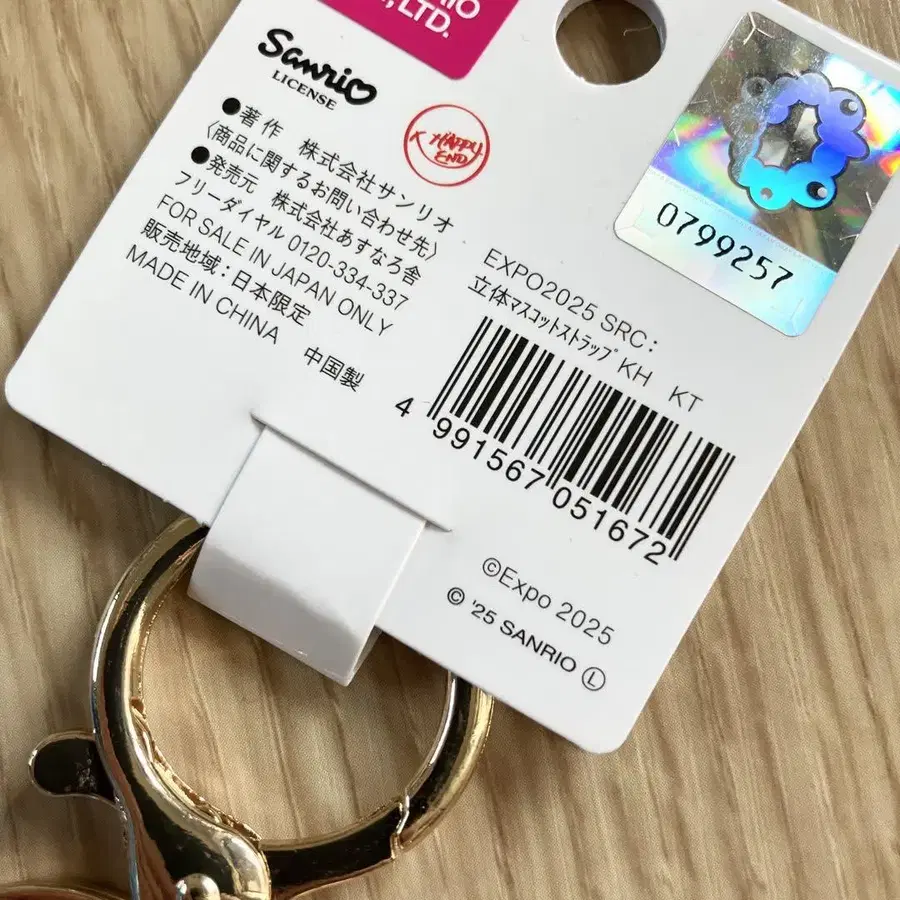 LTD.
Sanrio
LICENSE
K HAPPY
END
●著作 株式会社サンリオ
〈商品に関するお問い合わせ先〉
●発売元 株式会社あすなろ舎
フリーダイヤル 0120-334-337
FOR SALE IN JAPAN ONLY
販売地域：日本限定
MADE IN CHINA 中国製
0799257
EXPO2025 SRC:
立体ﾏｽｺｯﾄｽﾄﾗｯﾌﾟ KH KT
4 991567 051672
©Expo 2025
© '25 SANRIO Ⓛ